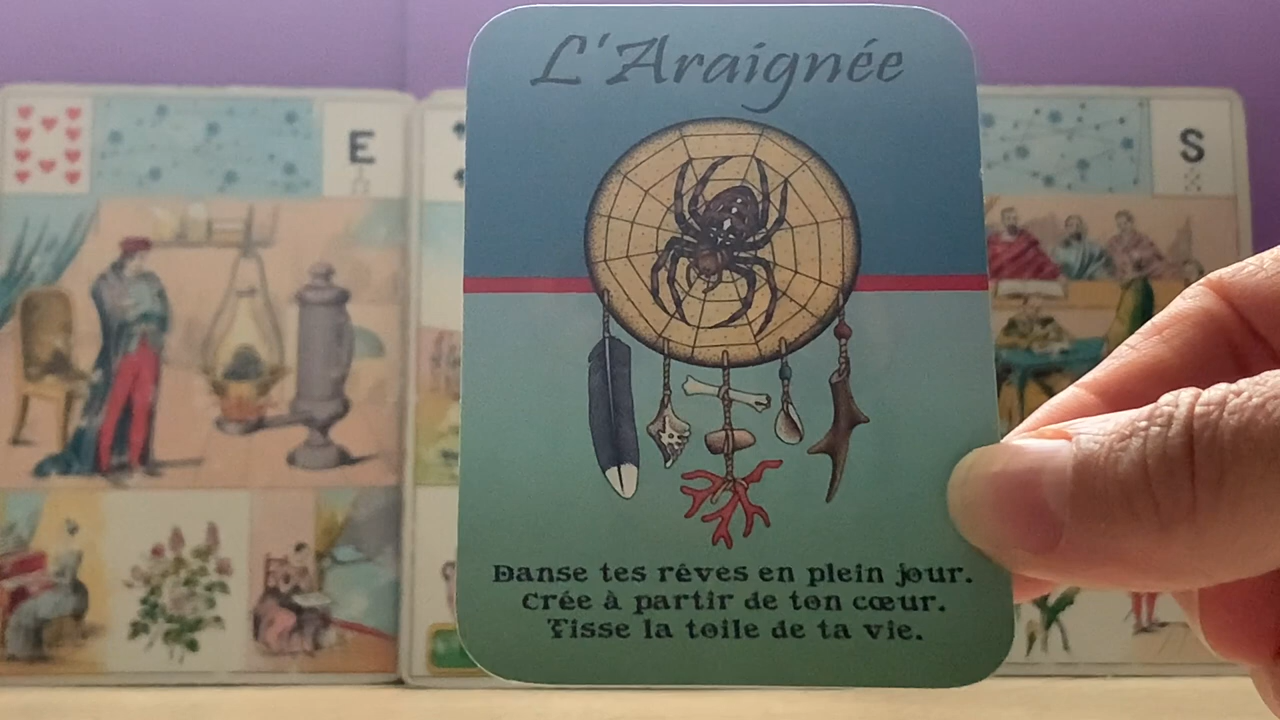 L'Araignée
E
S
Danse tes rêves en plein jour.
Crée à partir de ton cœur.
Tisse la toile de ta vie.